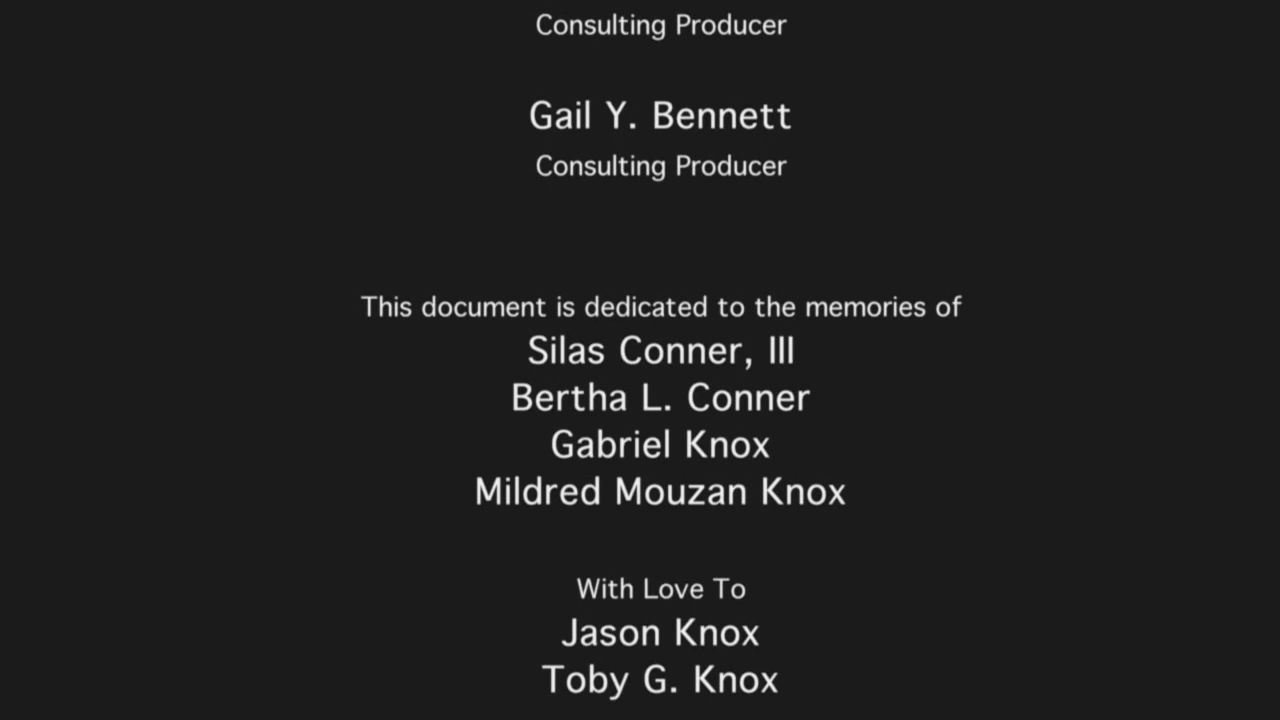 Consulting Producer
Gail Y. Bennett
Consulting Producer
This document is dedicated to the memories of
Silas Conner, III
Bertha L. Conner
Gabriel Knox
Mildred Mouzan Knox
With Love To
Jason Knox
Toby G. Knox